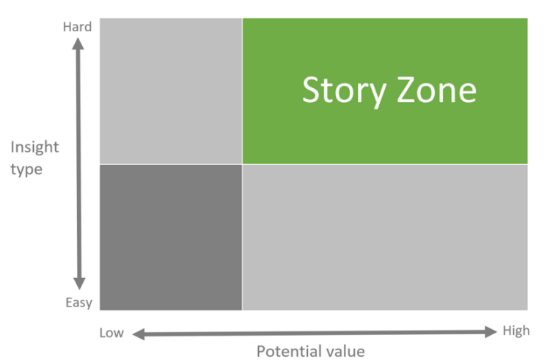 Hard
Story Zone
Insight
type
Easy
Low
High
Potential value